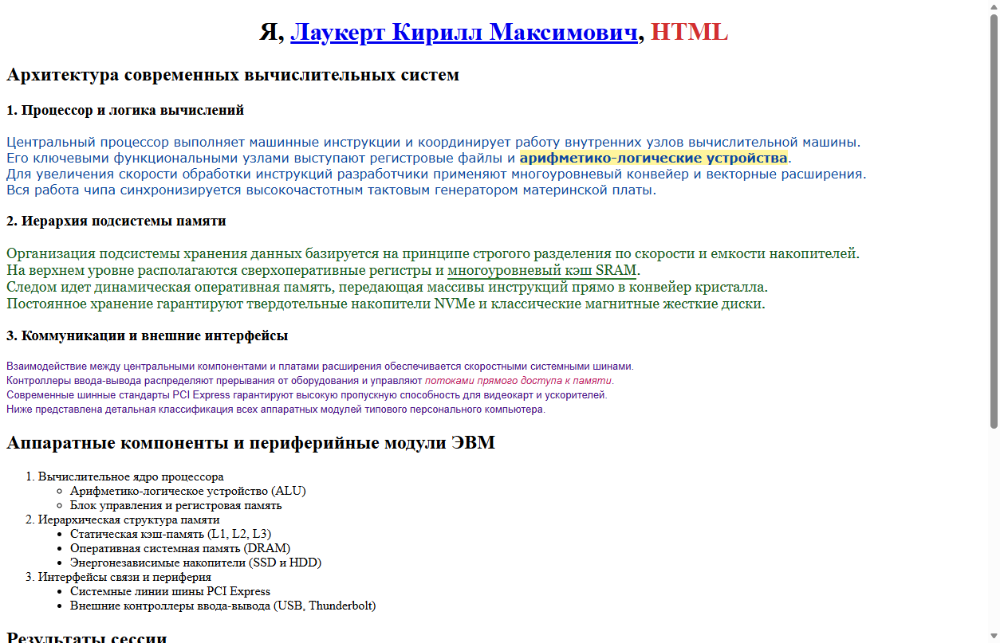 Я, Лаукерт Кирилл Максимович, HTML
Архитектура современных вычислительных систем
1. Процессор и логика вычислений
Центральный процессор выполняет машинные инструкции и координирует работу внутренних узлов вычислительной машины.
Его ключевыми функциональными узлами выступают регистровые файлы и арифметико-логические устройства.
Для увеличения скорости обработки инструкций разработчики применяют многоуровневый конвейер и векторные расширения.
Вся работа чипа синхронизируется высокочастотным тактовым генератором материнской платы.
2. Иерархия подсистемы памяти
Организация подсистемы хранения данных базируется на принципе строгого разделения по скорости и емкости накопителей.
На верхнем уровне располагаются сверхоперативные регистры и многоуровневый кэш SRAM.
Следом идет динамическая оперативная память, передающая массивы инструкций прямо в конвейер кристалла.
Постоянное хранение гарантируют твердотельные накопители NVMe и классические магнитные жесткие диски.
3. Коммуникации и внешние интерфейсы
Взаимодействие между центральными компонентами и платами расширения обеспечивается скоростными системными шинами.
Контроллеры ввода-вывода распределяют прерывания от оборудования и управляют потоками прямого доступа к памяти.
Современные шинные стандарты PCI Express гарантируют высокую пропускную способность для видеокарт и ускорителей.
Ниже представлена детальная классификация всех аппаратных модулей типового персонального компьютера.
Аппаратные компоненты и периферийные модули ЭВМ
1. Вычислительное ядро процессора
◦ Арифметико-логическое устройство (ALU)
◦ Блок управления и регистровая память
2. Иерархическая структура памяти
• Статическая кэш-память (L1, L2, L3)
• Оперативная системная память (DRAM)
• Энергонезависимые накопители (SSD и HDD)
3. Интерфейсы связи и периферия
• Системные линии шины PCI Express
• Внешние контроллеры ввода-вывода (USB, Thunderbolt)
Результаты сессии